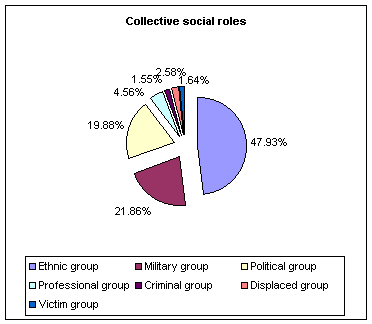 Collective social roles
1.55% 2.58% 1.64%
4.56%
19.88%
47.93%
21.86%
Ethnic group Military group Political group
Professional group Criminal group Displaced group
Victim group